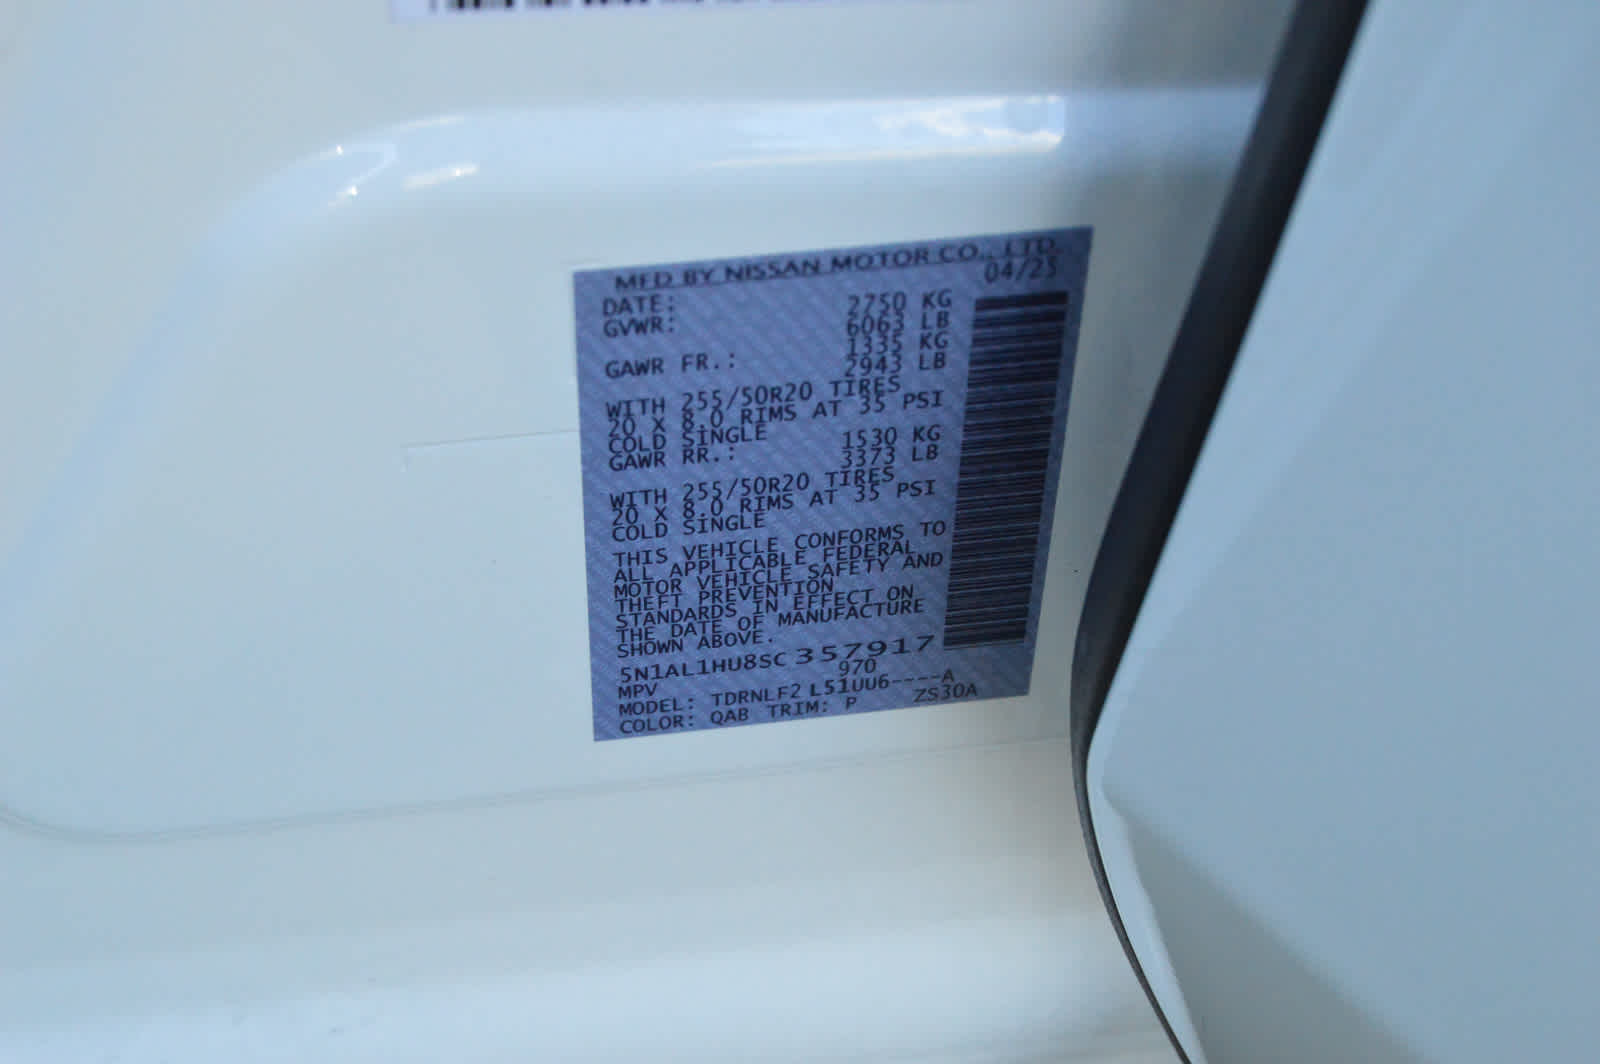 MFD BY NISSAN MOTOR CO., LTD.
DATE: 04/25
GVWR: 2750 KG
6063 LB
GAWR FR.: 1335 KG
2943 LB
WITH 255/50R20 TIRES
20 X 8.0 RIMS AT 35 PSI
COLD SINGLE
GAWR RR.: 1530 KG
3373 LB
WITH 255/50R20 TIRES
20 X 8.0 RIMS AT 35 PSI
COLD SINGLE
THIS VEHICLE CONFORMS TO
ALL APPLICABLE FEDERAL
MOTOR VEHICLE SAFETY AND
THEFT PREVENTION
STANDARDS IN EFFECT ON
THE DATE OF MANUFACTURE
SHOWN ABOVE.
5N1AL1HU8SC 357917
MPV 970
MODEL: TDRNLF2 L51UU6----A
COLOR: QAB TRIM: P ZS30A